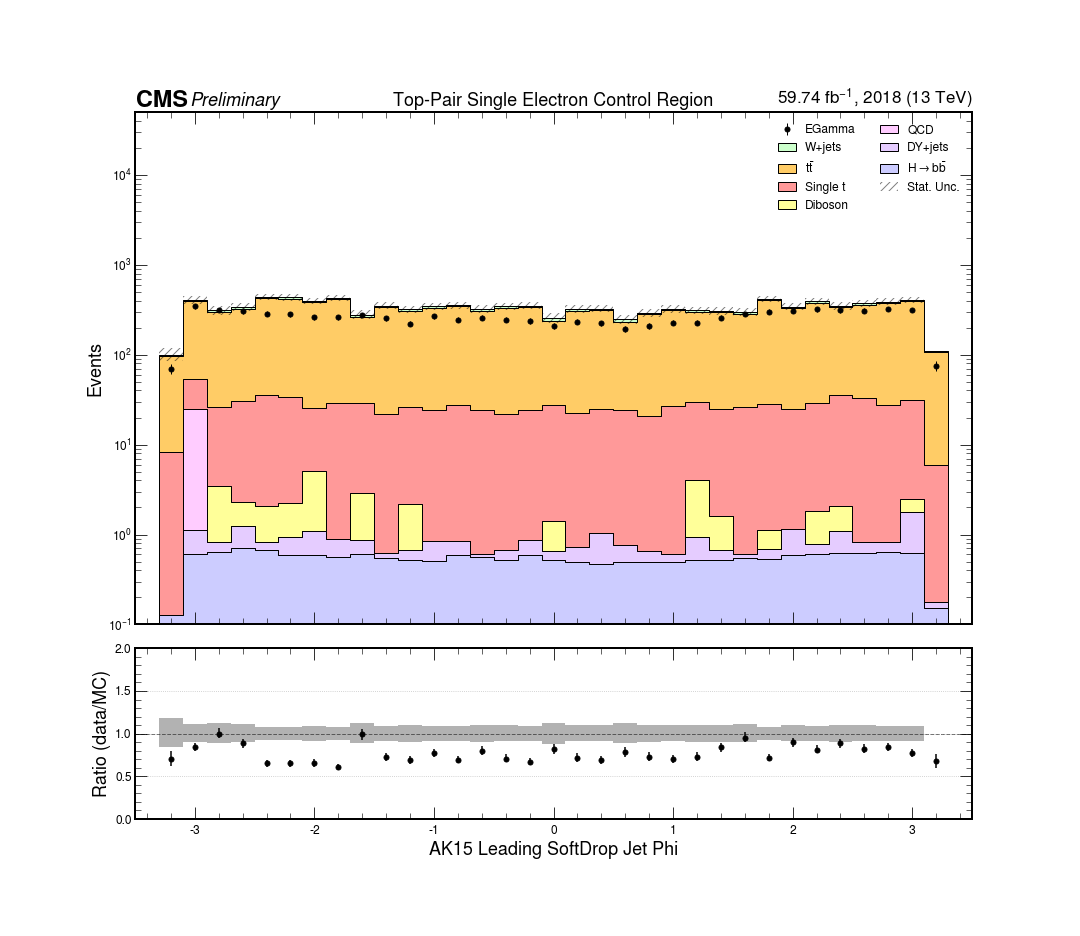 CMS Preliminary Top-Pair Single Electron Control Region 59.74 fb⁻¹, 2018 (13 TeV)
EGamma QCD
W+jets DY+jets
tt̄ H→bb̄
Single t Stat. Unc.
Diboson
Events
10⁴
10³
10²
10¹
10⁰
10⁻¹
Ratio (data/MC)
2.0
1.5
1.0
0.5
0.0
-3 -2 -1 0 1 2 3
AK15 Leading SoftDrop Jet Phi